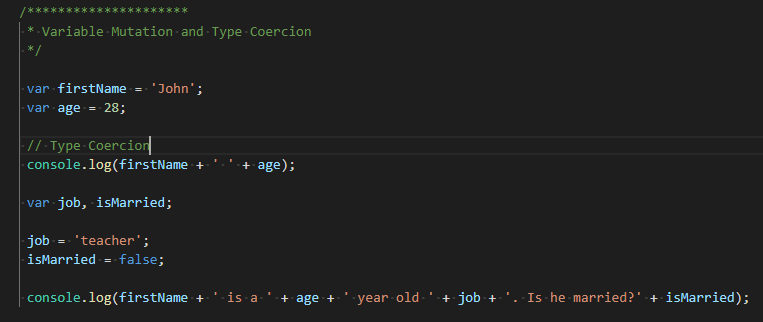 /*********************
* Variable Mutation and Type Coercion
*/
var firstName = 'John';
var age = 28;
// Type Coercion
console.log(firstName + ' ' + age);
var job, isMarried;
job = 'teacher';
isMarried = false;
console.log(firstName + ' is a ' + age + ' year old ' + job + '. Is he married?' + isMarried);